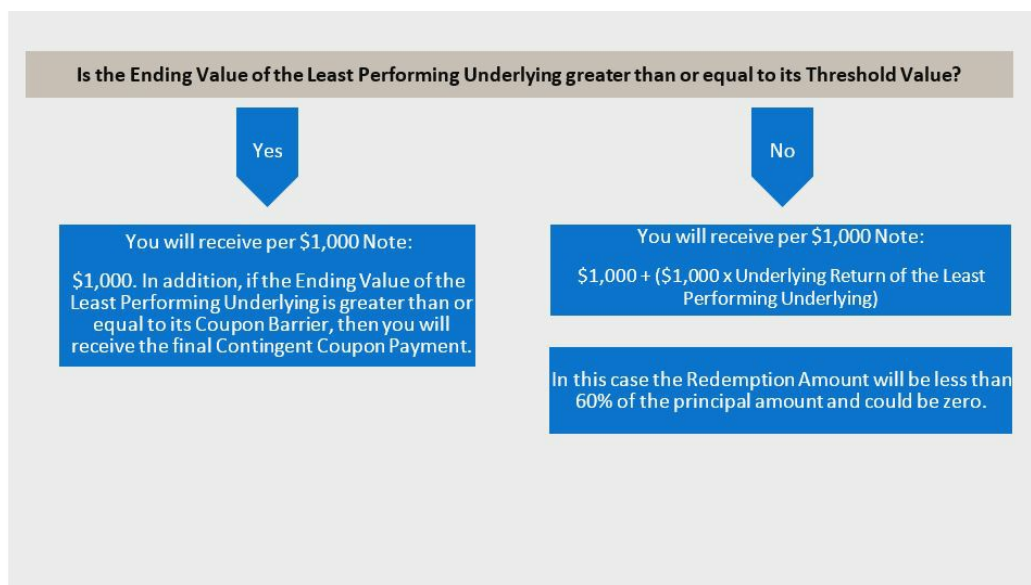 Is the Ending Value of the Least Performing Underlying greater than or equal to its Threshold Value?
Yes
You will receive per $1,000 Note:
$1,000. In addition, if the Ending Value of the
Least Performing Underlying is greater than or
equal to its Coupon Barrier, then you will
receive the final Contingent Coupon Payment.
No
You will receive per $1,000 Note:
$1,000 + ($1,000 x Underlying Return of the Least
Performing Underlying)
In this case the Redemption Amount will be less than
60% of the principal amount and could be zero.